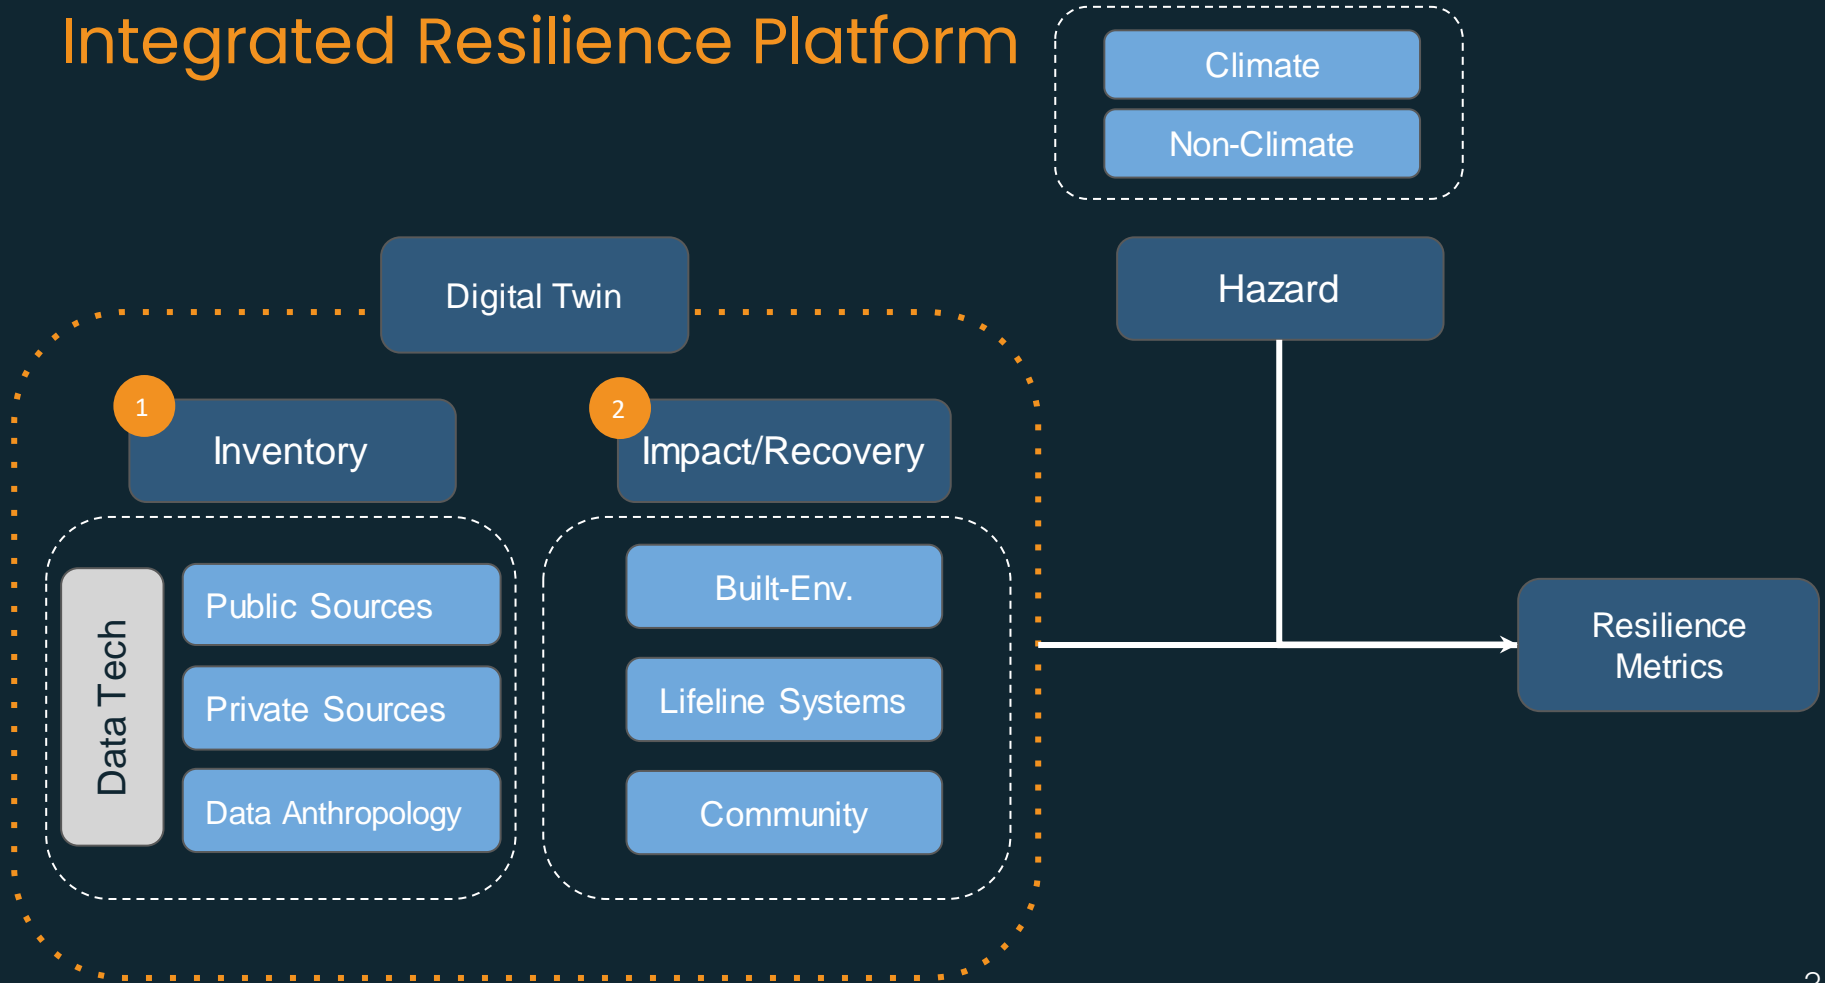 Integrated Resilience Platform
Climate
Non-Climate
Digital Twin
Hazard
1
Inventory
2
Impact/Recovery
Data Tech
Public Sources
Private Sources
Data Anthropology
Built-Env.
Lifeline Systems
Community
Resilience
Metrics